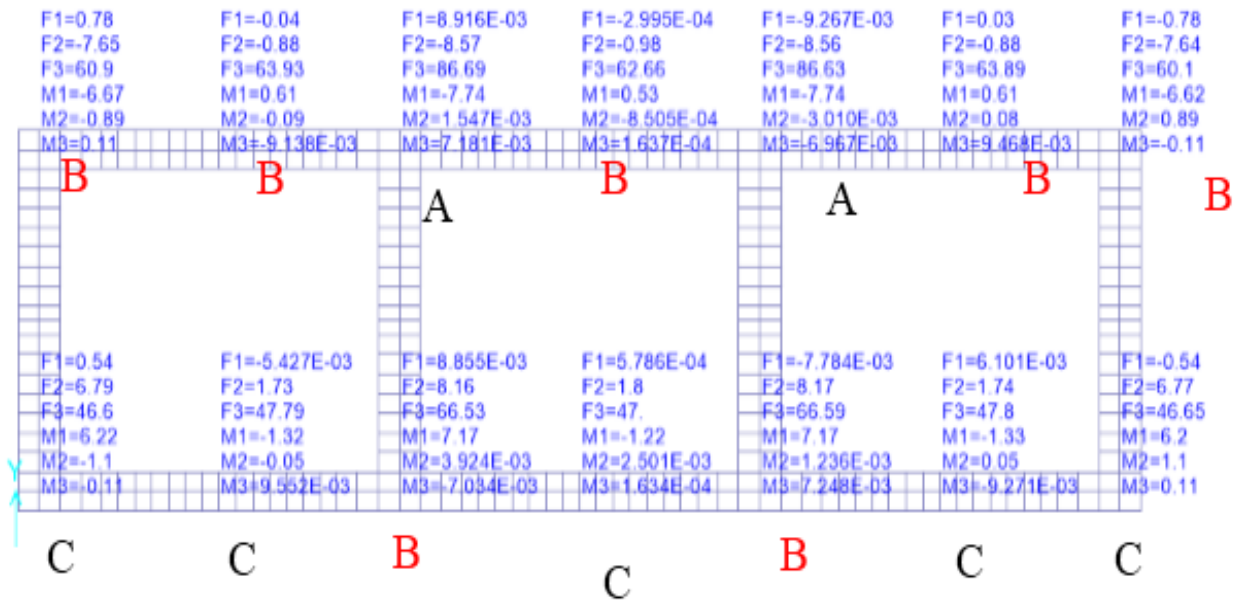 F1=0.78 F1=-0.04 F1=8.916E-03 F1=-2.995E-04 F1=-9.267E-03 F1=0.03 F1=-0.78
F2=-7.65 F2=-0.88 F2=-8.57 F2=-0.98 F2=-8.56 F2=-0.88 F2=-7.64
F3=60.9 F3=63.93 F3=86.69 F3=62.66 F3=86.63 F3=63.89 F3=60.1
M1=-6.67 M1=0.61 M1=-7.74 M1=0.53 M1=-7.74 M1=0.61 M1=-6.62
M2=-0.89 M2=-0.09 M2=1.547E-03 M2=-8.505E-04 M2=-3.010E-03 M2=0.08 M2=0.89
M3=0.11 M3=-9.138E-03 M3=7.181E-03 M3=1.637E-04 M3=-6.967E-03 M3=9.468E-03 M3=-0.11
B B B B B
A A
F1=0.54 F1=-5.427E-03 F1=8.855E-03 F1=5.786E-04 F1=-7.784E-03 F1=6.101E-03 F1=-0.54
F2=6.79 F2=1.73 F2=8.16 F2=1.8 F2=8.17 F2=1.74 F2=6.77
F3=46.6 F3=47.79 F3=66.53 F3=47. F3=66.59 F3=47.8 F3=46.65
M1=6.22 M1=-1.32 M1=7.17 M1=-1.22 M1=7.17 M1=-1.33 M1=6.2
M2=-1.1 M2=-0.05 M2=3.924E-03 M2=2.501E-03 M2=1.236E-03 M2=0.05 M2=1.1
Y M3=-0.11 M3=9.552E-03 M3=-7.034E-03 M3=1.634E-04 M3=7.248E-03 M3=-9.271E-03 M3=0.11
C C B C B C C